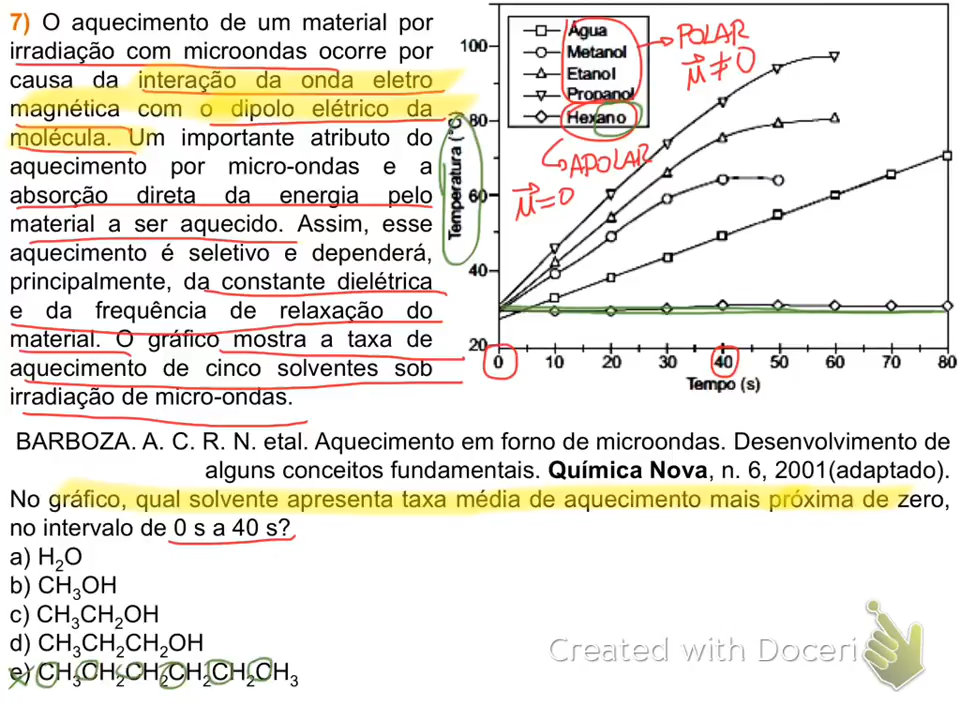 7) O aquecimento de um material por
irradiação com microondas ocorre por
causa da interação da onda eletro
magnética com o dipolo elétrico da
molécula. Um importante atributo do
aquecimento por micro-ondas e a
absorção direta da energia pelo
material a ser aquecido. Assim, esse
aquecimento é seletivo e dependerá,
principalmente, da constante dielétrica
e da frequência de relaxação do
material. O gráfico mostra a taxa de
aquecimento de cinco solventes sob
irradiação de micro-ondas.
Temperatura (°C)
100
80
60
40
20
Água
Metanol
Etanol
Propanol
Hexano
POLAR
μ⃗≠0
APOLAR
μ⃗=0
0 10 20 30 40 50 60 70 80
Tempo (s)
BARBOZA. A. C. R. N. etal. Aquecimento em forno de microondas. Desenvolvimento de
alguns conceitos fundamentais. Química Nova, n. 6, 2001(adaptado).
No gráfico, qual solvente apresenta taxa média de aquecimento mais próxima de zero,
no intervalo de 0 s a 40 s?
a) H₂O
b) CH₃OH
c) CH₃CH₂OH
d) CH₃CH₂CH₂OH
e) CH₃CH₂CH₂CH₂CH₂CH₃
Created with Doceri